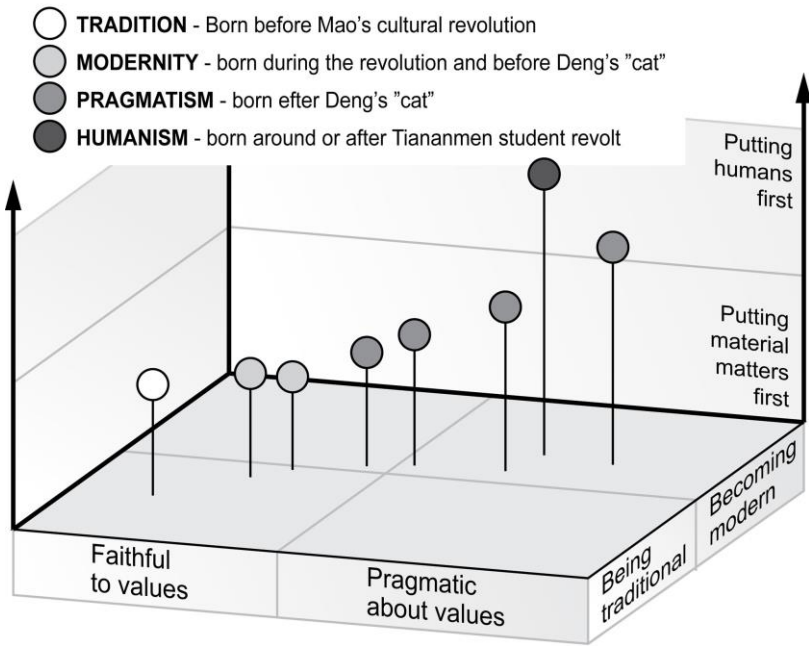 TRADITION - Born before Mao's cultural revolution
MODERNITY - born during the revolution and before Deng's "cat"
PRAGMATISM - born efter Deng's "cat"
HUMANISM - born around or after Tiananmen student revolt
Putting
humans
first
Putting
material
matters
first
Faithful
to values
Pragmatic
about values
Being
traditional
Becoming
modern